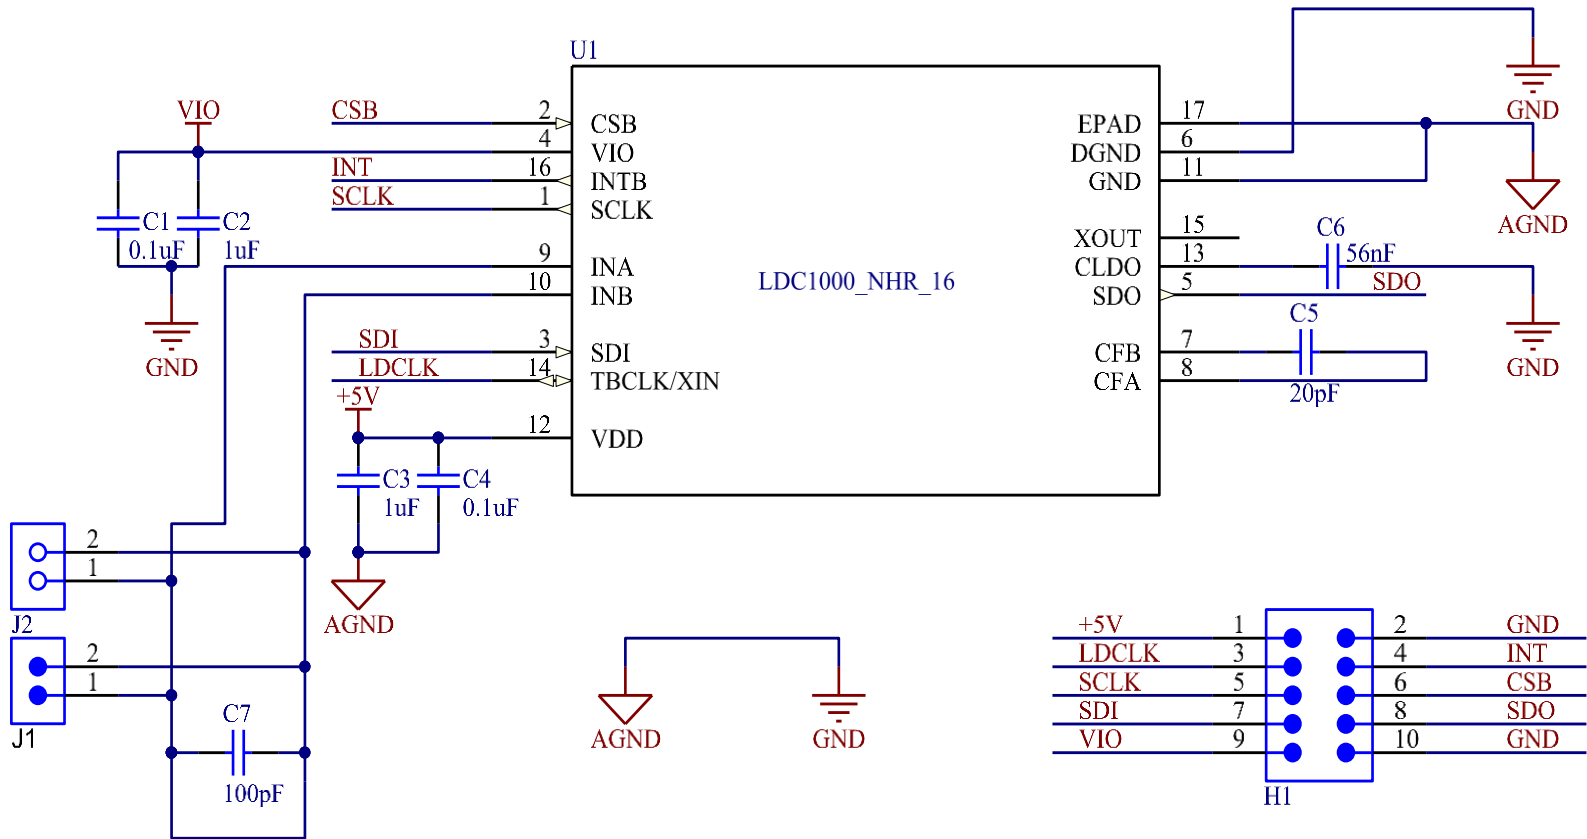 U1
GND
VIO
CSB 2 CSB EPAD 17
4 VIO DGND 6
INT 16 INTB GND 11
SCLK 1 SCLK
AGND
C1 C2
0.1uF 1uF
XOUT 15 C6
9 INA CLDO 13 56nF
10 INB LDC1000_NHR_16 SDO 5 SDO
GND
C5
SDI 3 SDI CFB 7
LDCLK 14 TBCLK/XIN CFA 8
GND
+5V 20pF
12 VDD
C3 C4
1uF 0.1uF
2
1
J2
AGND
2
1
J1
C7
100pF
AGND GND
+5V 1 2 GND
LDCLK 3 4 INT
SCLK 5 6 CSB
SDI 7 8 SDO
VIO 9 10 GND
H1